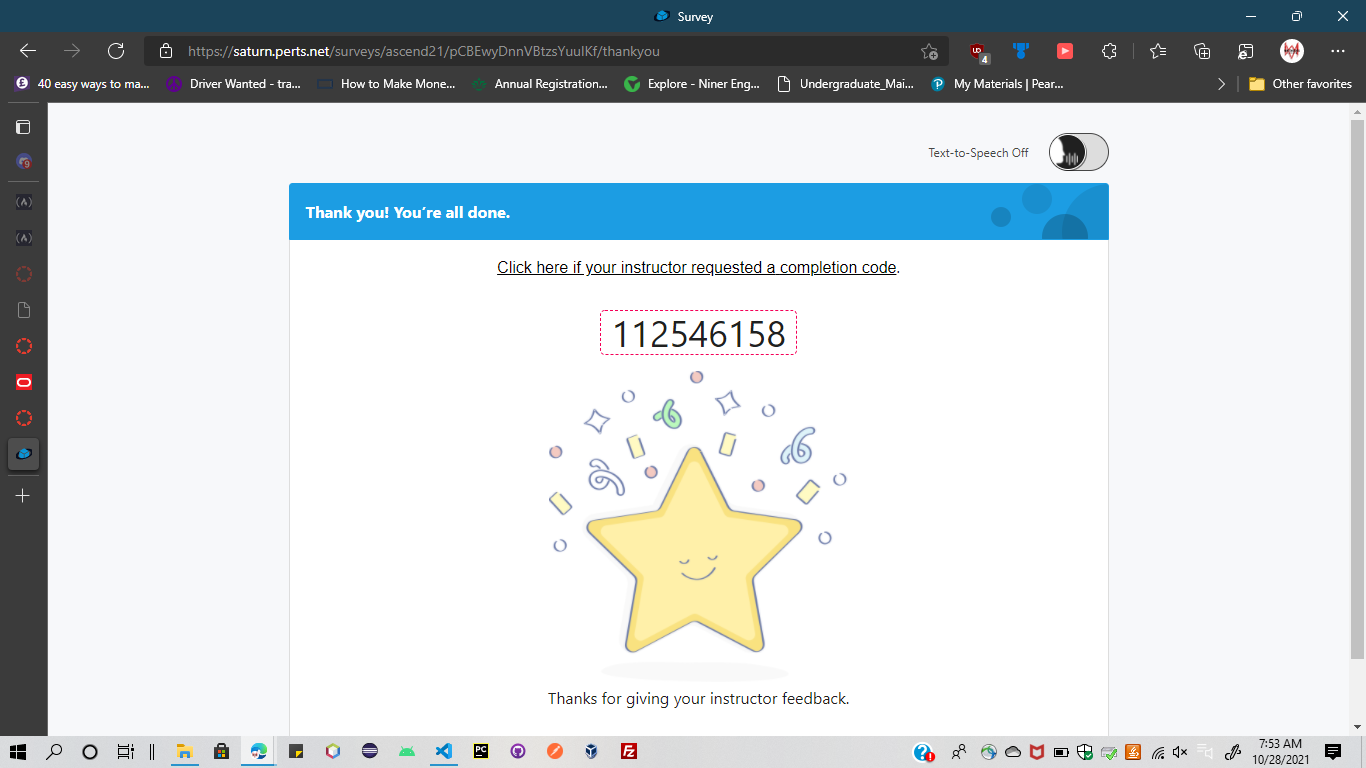 Survey
https://saturn.perts.net/surveys/ascend21/pCBEwyDnnVBtzsYuulKf/thankyou
4
40 easy ways to ma...
Driver Wanted - tra...
How to Make Mone...
Annual Registration...
Explore - Niner Eng...
Undergraduate_Mai...
My Materials | Pear...
Other favorites
9
Text-to-Speech Off
Thank you! You're all done.
Click here if your instructor requested a completion code.
112546158
Thanks for giving your instructor feedback.
7:53 AM
10/28/2021